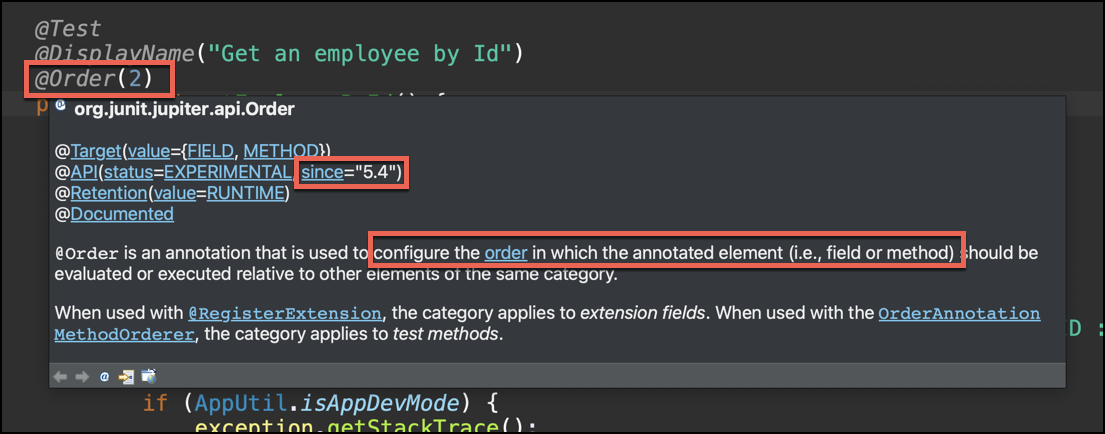 @Test
@DisplayName("Get an employee by Id")
@Order(2)
org.junit.jupiter.api.Order
@Target(value={FIELD, METHOD})
@API(status=EXPERIMENTAL, since="5.4")
@Retention(value=RUNTIME)
@Documented
@Order is an annotation that is used to configure the order in which the annotated element (i.e., field or method) should be
evaluated or executed relative to other elements of the same category.
When used with @RegisterExtension, the category applies to extension fields. When used with the OrderAnnotation
MethodOrderer, the category applies to test methods.
D :
if (AppUtil.isAppDevMode) {
exception.getStackTrace();